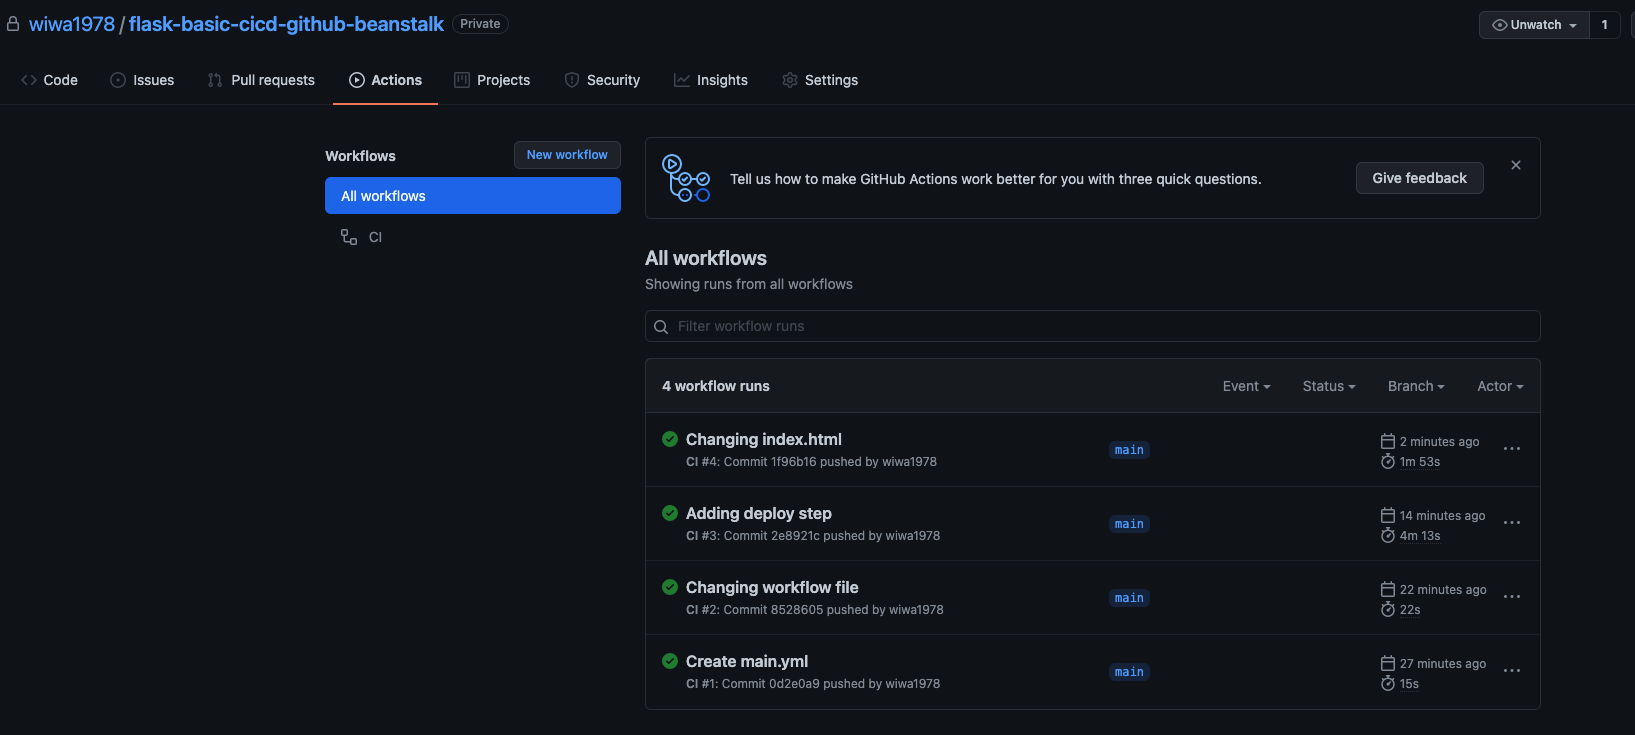 wiwa1978 / flask-basic-cicd-github-beanstalk Private
Unwatch 1
Code Issues Pull requests Actions Projects Security Insights Settings
Workflows
New workflow
All workflows
CI
Tell us how to make GitHub Actions work better for you with three quick questions.
Give feedback
All workflows
Showing runs from all workflows
Filter workflow runs
4 workflow runs Event Status Branch Actor
Changing index.html
CI #4: Commit 1f96b16 pushed by wiwa1978
main
2 minutes ago
1m 53s
Adding deploy step
CI #3: Commit 2e8921c pushed by wiwa1978
main
14 minutes ago
4m 13s
Changing workflow file
CI #2: Commit 8528605 pushed by wiwa1978
main
22 minutes ago
22s
Create main.yml
CI #1: Commit 0d2e0a9 pushed by wiwa1978
main
27 minutes ago
15s